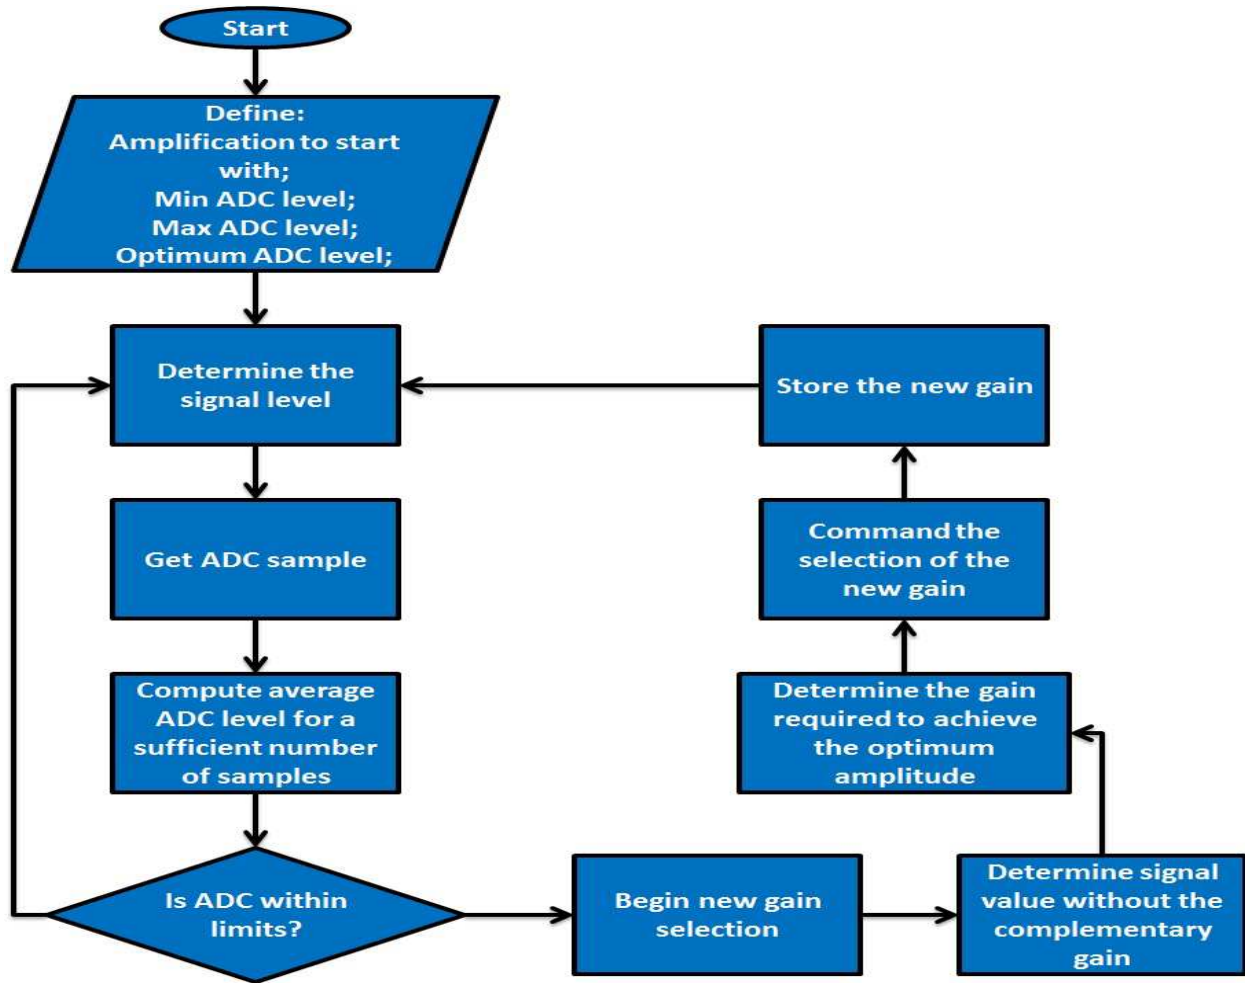 Start
Define:
Amplification to start
with;
Min ADC level;
Max ADC level;
Optimum ADC level;
Determine the
signal level
Store the new gain
Get ADC sample
Command the
selection of the
new gain
Compute average
ADC level for a
sufficient number
of samples
Determine the gain
required to achieve
the optimum
amplitude
Is ADC within
limits?
Begin new gain
selection
Determine signal
value without the
complementary
gain